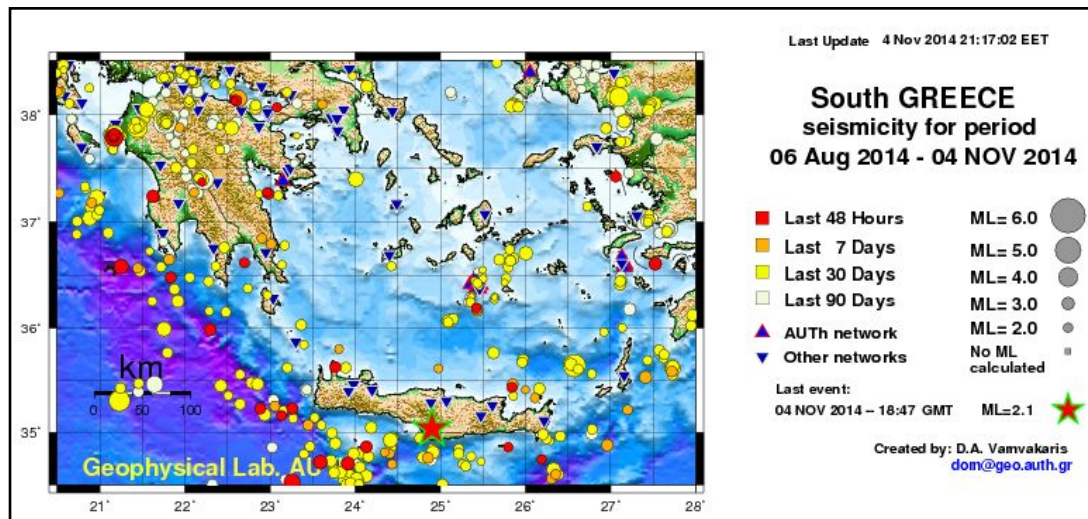 Last Update 4 Nov 2014 21:17:02 EET
South GREECE
seismicity for period
06 Aug 2014 - 04 NOV 2014
Last 48 Hours
Last 7 Days
Last 30 Days
Last 90 Days
AUTh network
Other networks
ML= 6.0
ML= 5.0
ML= 4.0
ML= 3.0
ML= 2.0
No ML
calculated
Last event:
04 NOV 2014 -- 18:47 GMT ML=2.1
Created by: D.A. Vamvakaris
dom@geo.auth.gr
38°
37°
36°
35°
km
0 50 100
Geophysical Lab. AU
21° 22° 23° 24° 25° 26° 27° 28°